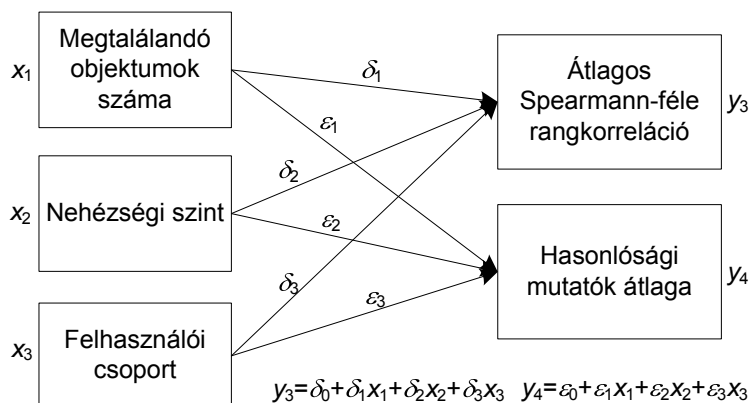 x₁
Megtalálandó
objektumok
száma
x₂
Nehézségi szint
x₃
Felhasználói
csoport
δ₁
ε₁
δ₂
ε₂
δ₃
ε₃
Átlagos
Spearmann-féle
rangkorreláció
y₃
Hasonlósági
mutatók átlaga
y₄
y₃=δ₀+δ₁x₁+δ₂x₂+δ₃x₃ y₄=ε₀+ε₁x₁+ε₂x₂+ε₃x₃